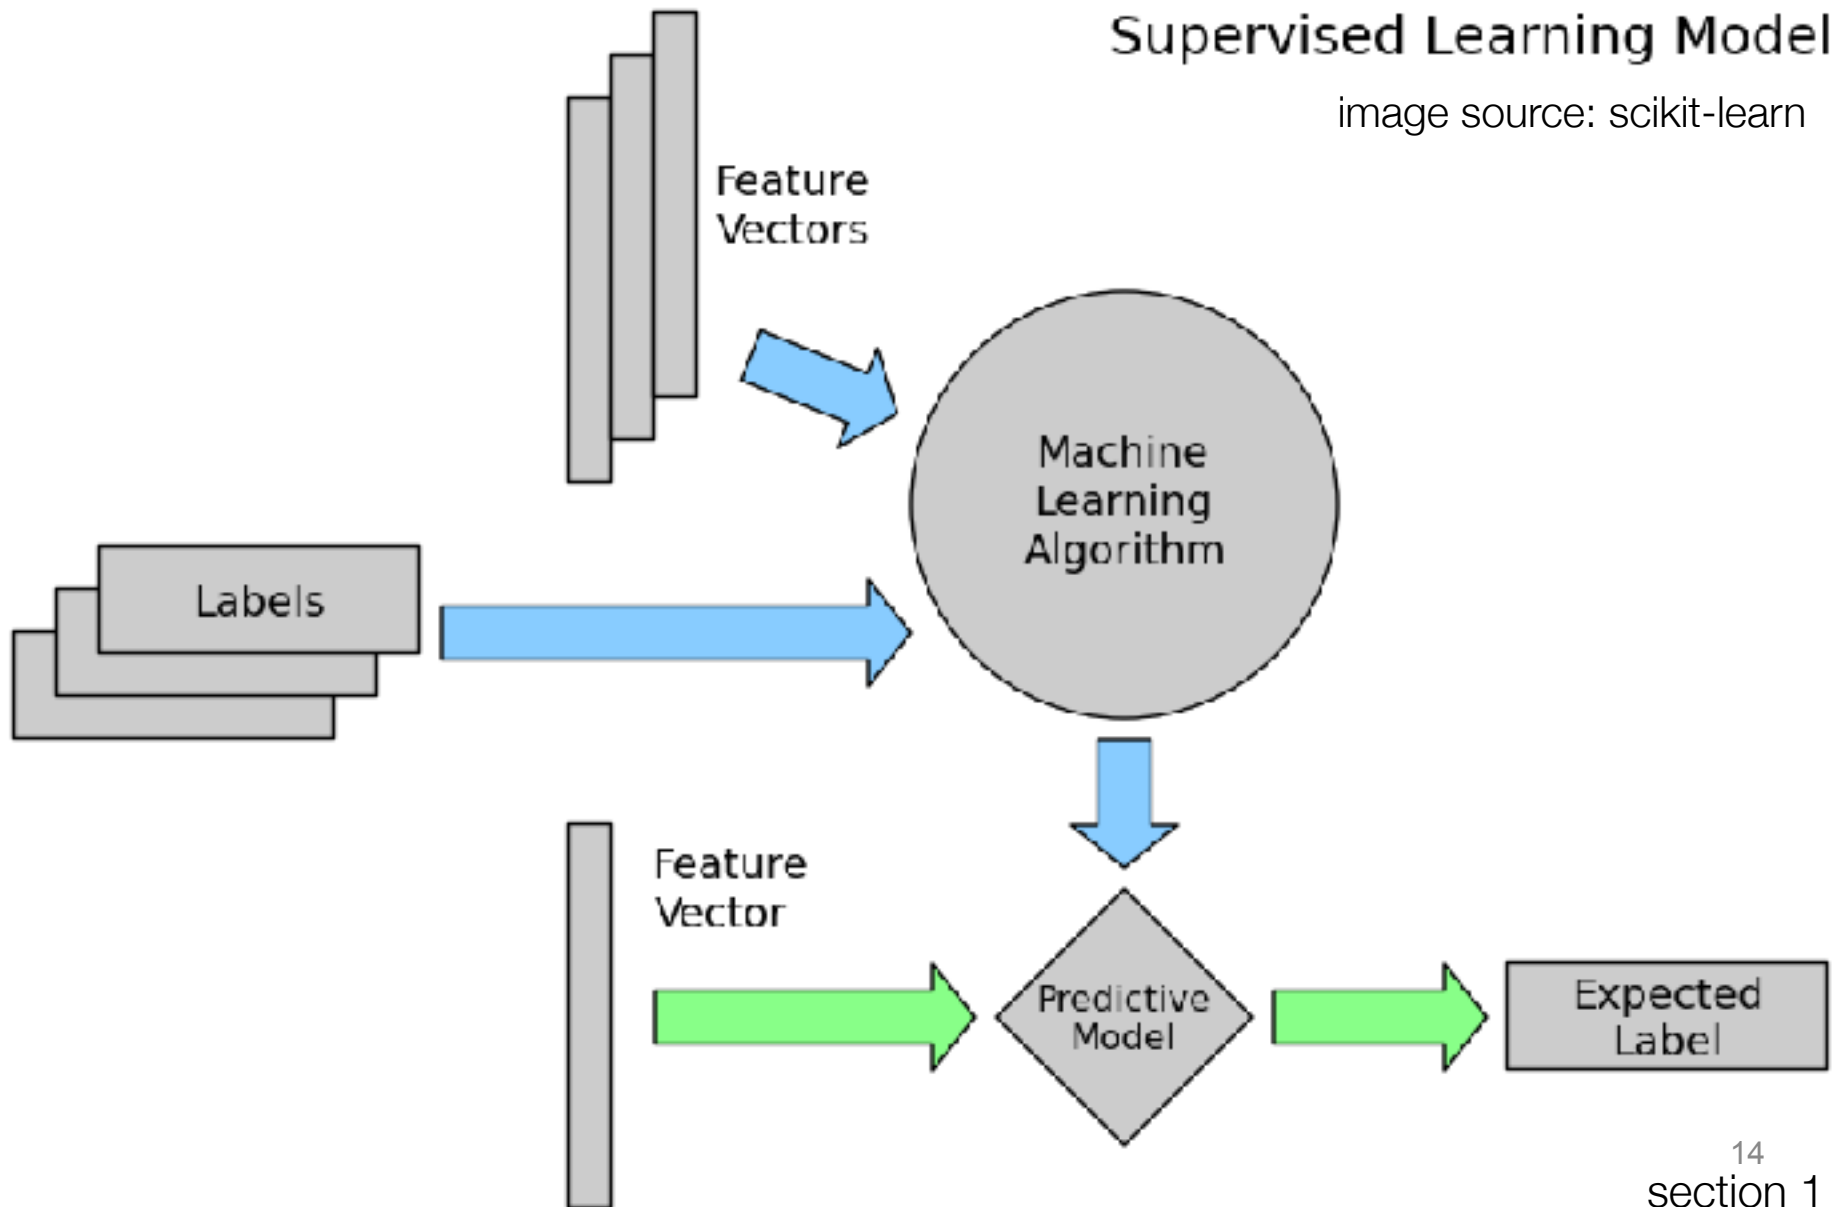 Supervised Learning Model
image source: scikit-learn
Feature
Vectors
Machine
Learning
Algorithm
Labels
Feature
Vector
Predictive
Model
Expected
Label
14
section 1